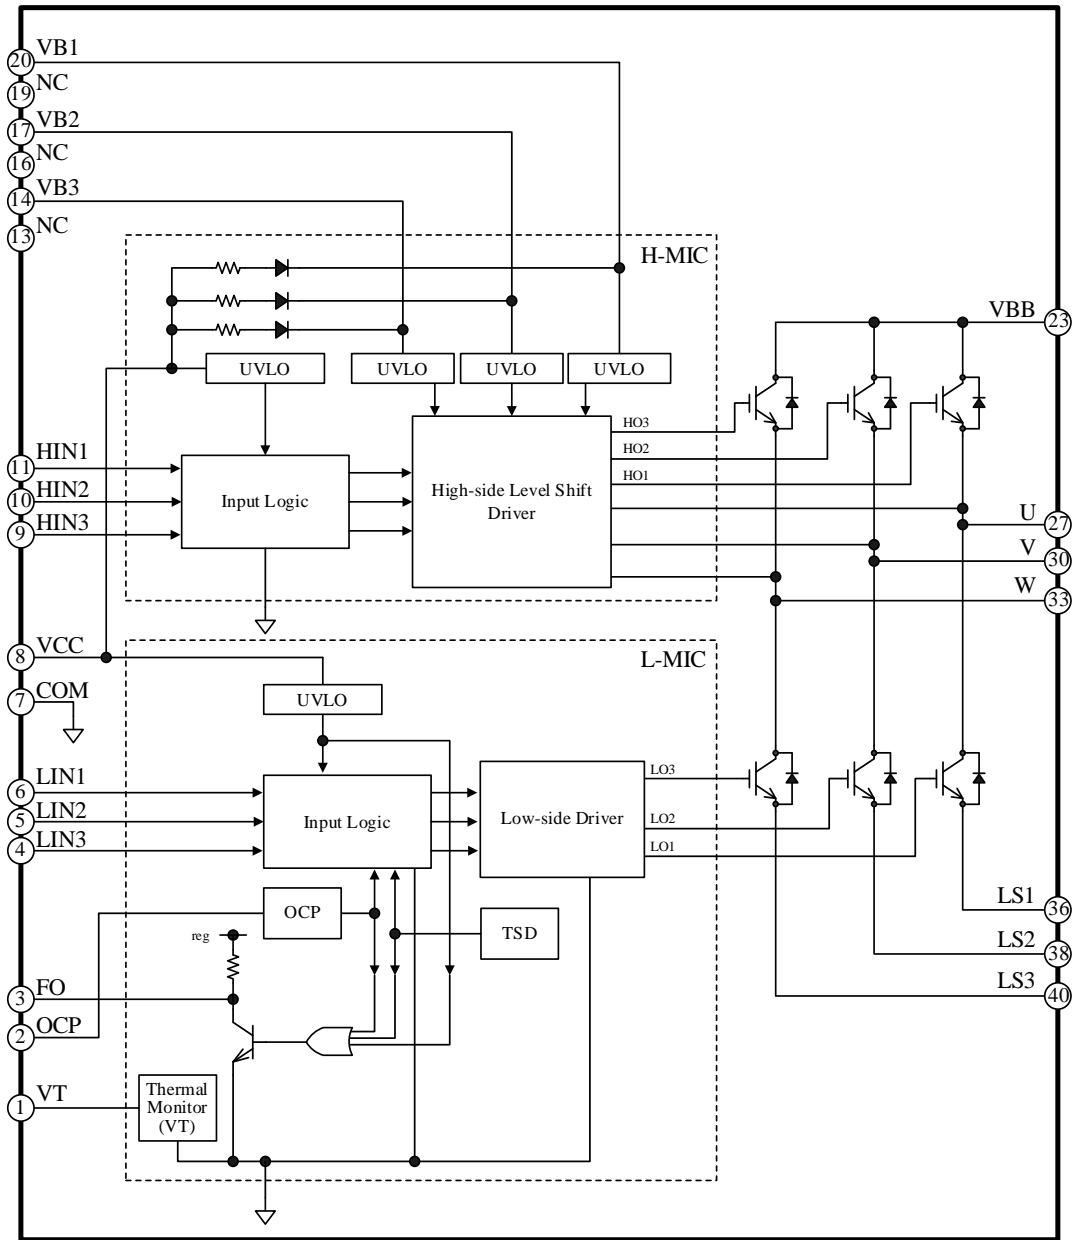 20 VB1
19 NC
17 VB2
16 NC
14 VB3
13 NC
H-MIC
VBB 23
UVLO
UVLO
UVLO
UVLO
HO3
HO2
HO1
11 HIN1
10 HIN2
9 HIN3
Input Logic
High-side Level Shift
Driver
U 27
V 30
W 33
8 VCC
L-MIC
7 COM
UVLO
6 LIN1
5 LIN2
4 LIN3
Input Logic
Low-side Driver
LO3
LO2
LO1
OCP
TSD
reg
LS1 36
LS2 38
LS3 40
3 FO
2 OCP
1 VT
Thermal
Monitor
(VT)